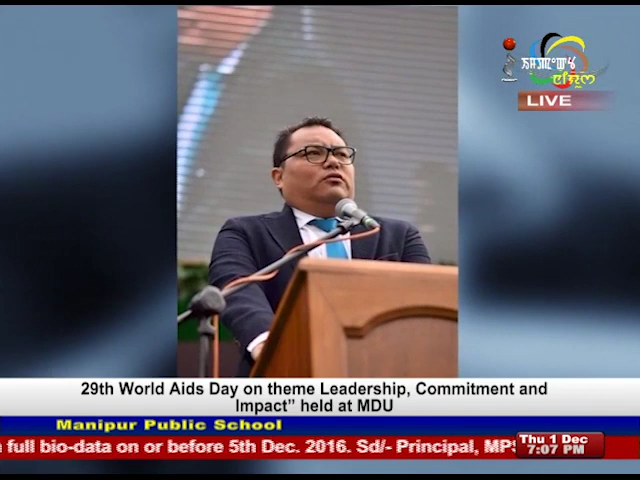 LIVE
29th World Aids Day on theme Leadership, Commitment and
Impact” held at MDU
Manipur Public School
full bio-data on or before 5th Dec. 2016. Sd/- Principal, MPS
Thu 1 Dec
7:07 PM